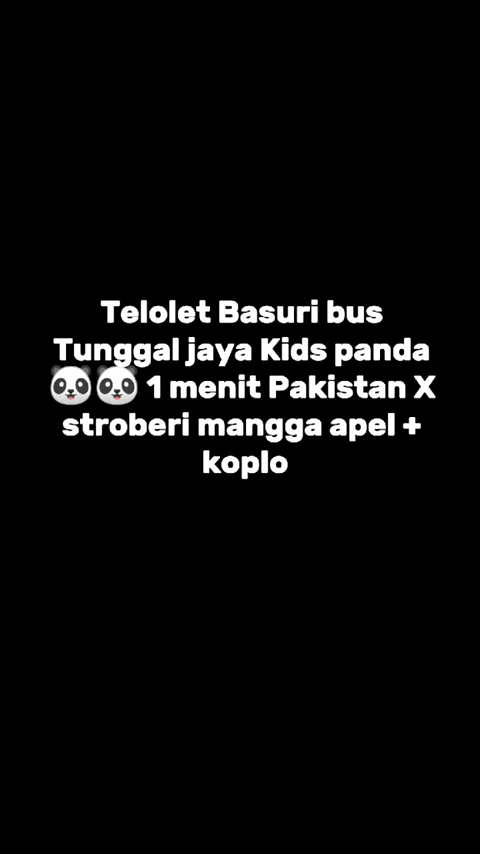 Telolet Basuri bus
Tunggal jaya Kids panda
🐼🐼 1 menit Pakistan X
stroberi mangga apel +
koplo